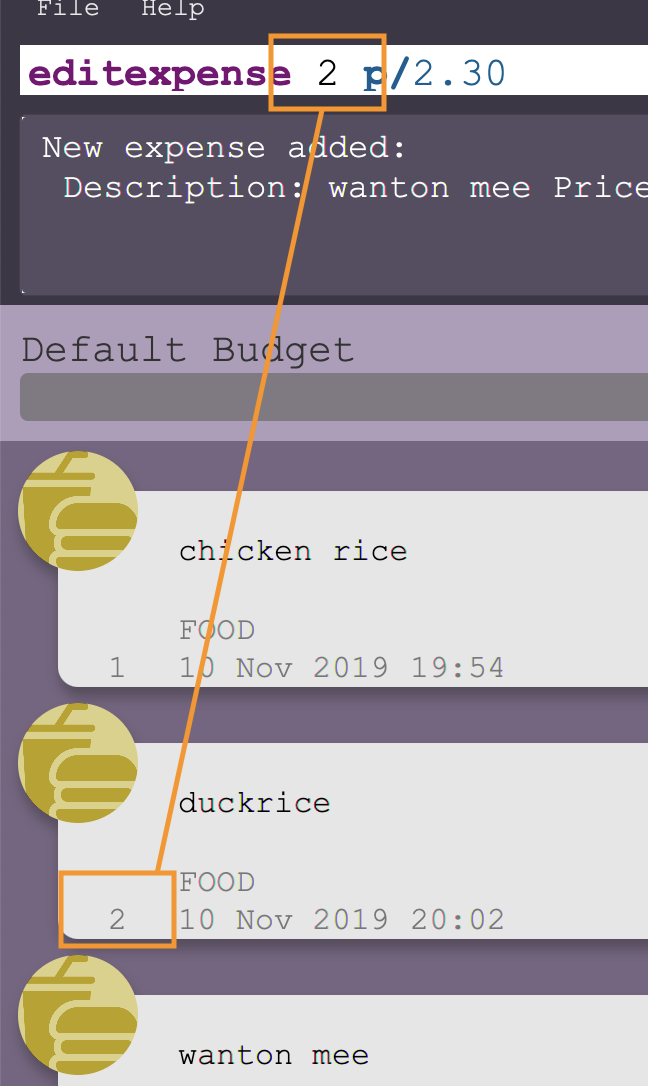 File Help
editexpense 2 p/2.30
New expense added:
Description: wanton mee Price
Default Budget
chicken rice
FOOD
1 10 Nov 2019 19:54
duckrice
FOOD
2 10 Nov 2019 20:02
wanton mee